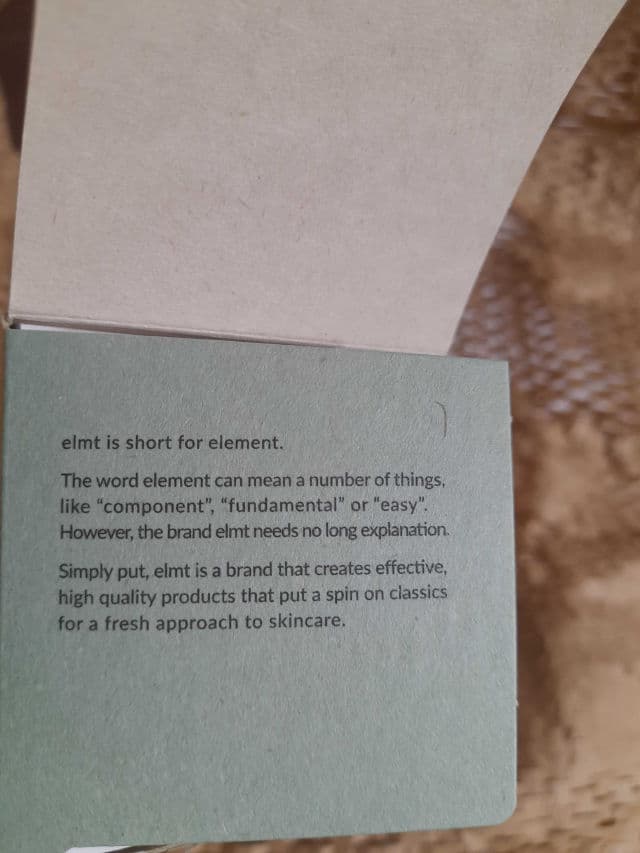 elmt is short for element.
The word element can mean a number of things,
like “component”, “fundamental” or “easy”.
However, the brand elmt needs no long explanation.
Simply put, elmt is a brand that creates effective,
high quality products that put a spin on classics
for a fresh approach to skincare.